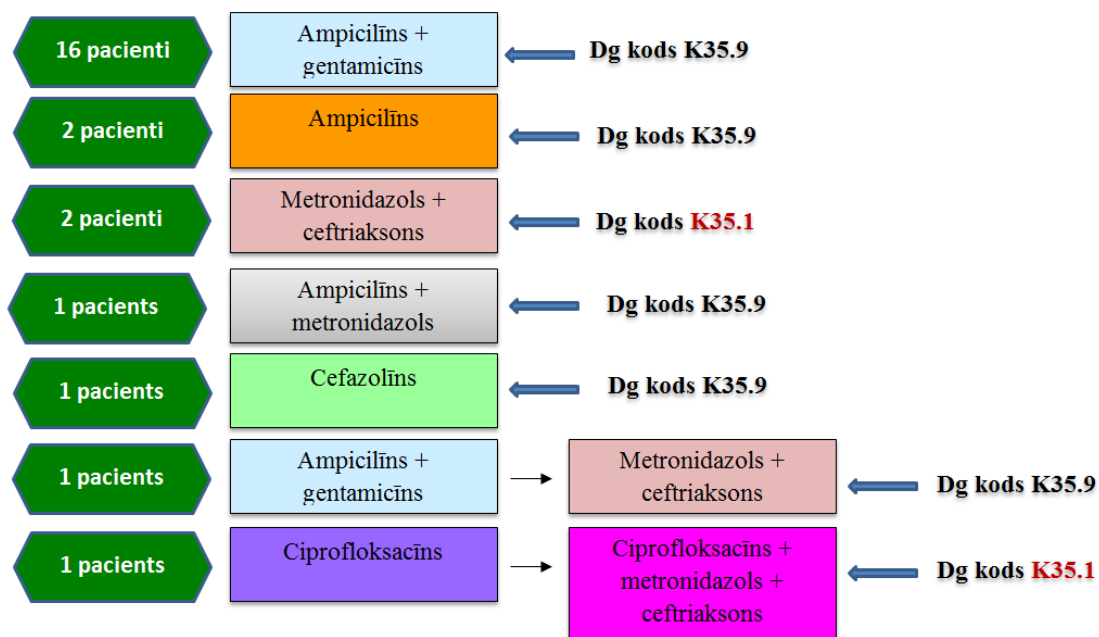 16 pacienti
Ampicilīns +
gentamicīns
Dg kods K35.9
2 pacienti
Ampicilīns
Dg kods K35.9
2 pacienti
Metronidazols +
ceftriaksons
Dg kods K35.1
1 pacients
Ampicilīns +
metronidazols
Dg kods K35.9
1 pacients
Cefazolīns
Dg kods K35.9
1 pacients
Ampicilīns +
gentamicīns
Metronidazols +
ceftriaksons
Dg kods K35.9
1 pacients
Ciprofloksacīns
Ciprofloksacīns +
metronidazols +
ceftriaksons
Dg kods K35.1